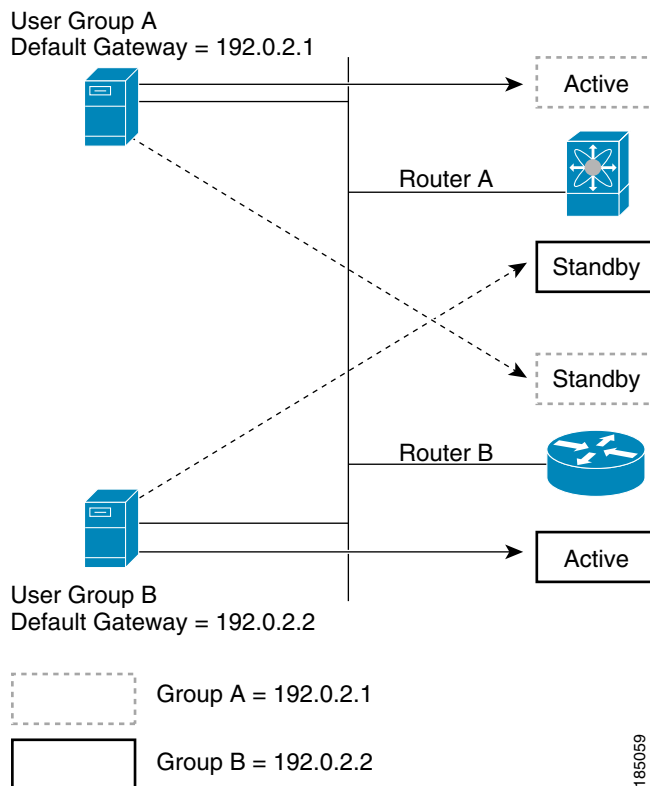 User Group A
Default Gateway = 192.0.2.1
Active
Router A
Standby
Standby
Router B
Active
User Group B
Default Gateway = 192.0.2.2
Group A = 192.0.2.1
Group B = 192.0.2.2
185059